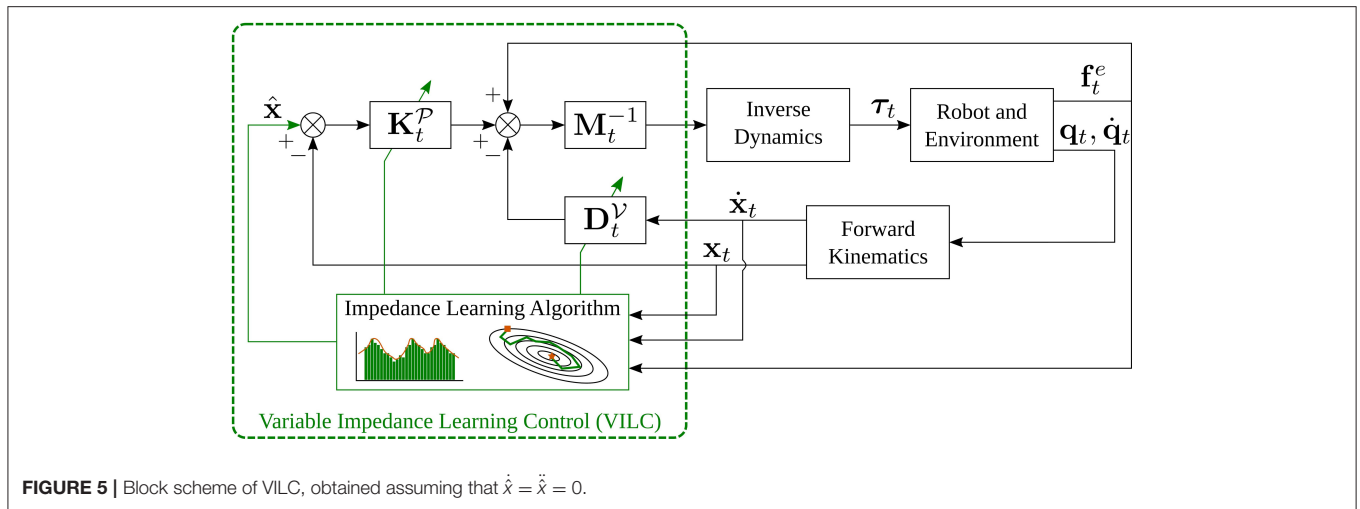 x̂
+
−
K_t^P
+
+
−
M_t^{-1}
Inverse
Dynamics
τ_t
Robot and
Environment
f_t^e
q_t, q̇_t
D_t^V
ẋ_t
x_t
Forward
Kinematics
Impedance Learning Algorithm
Variable Impedance Learning Control (VILC)
FIGURE 5 | Block scheme of VILC, obtained assuming that ẋ̂ = ẍ̂ = 0.